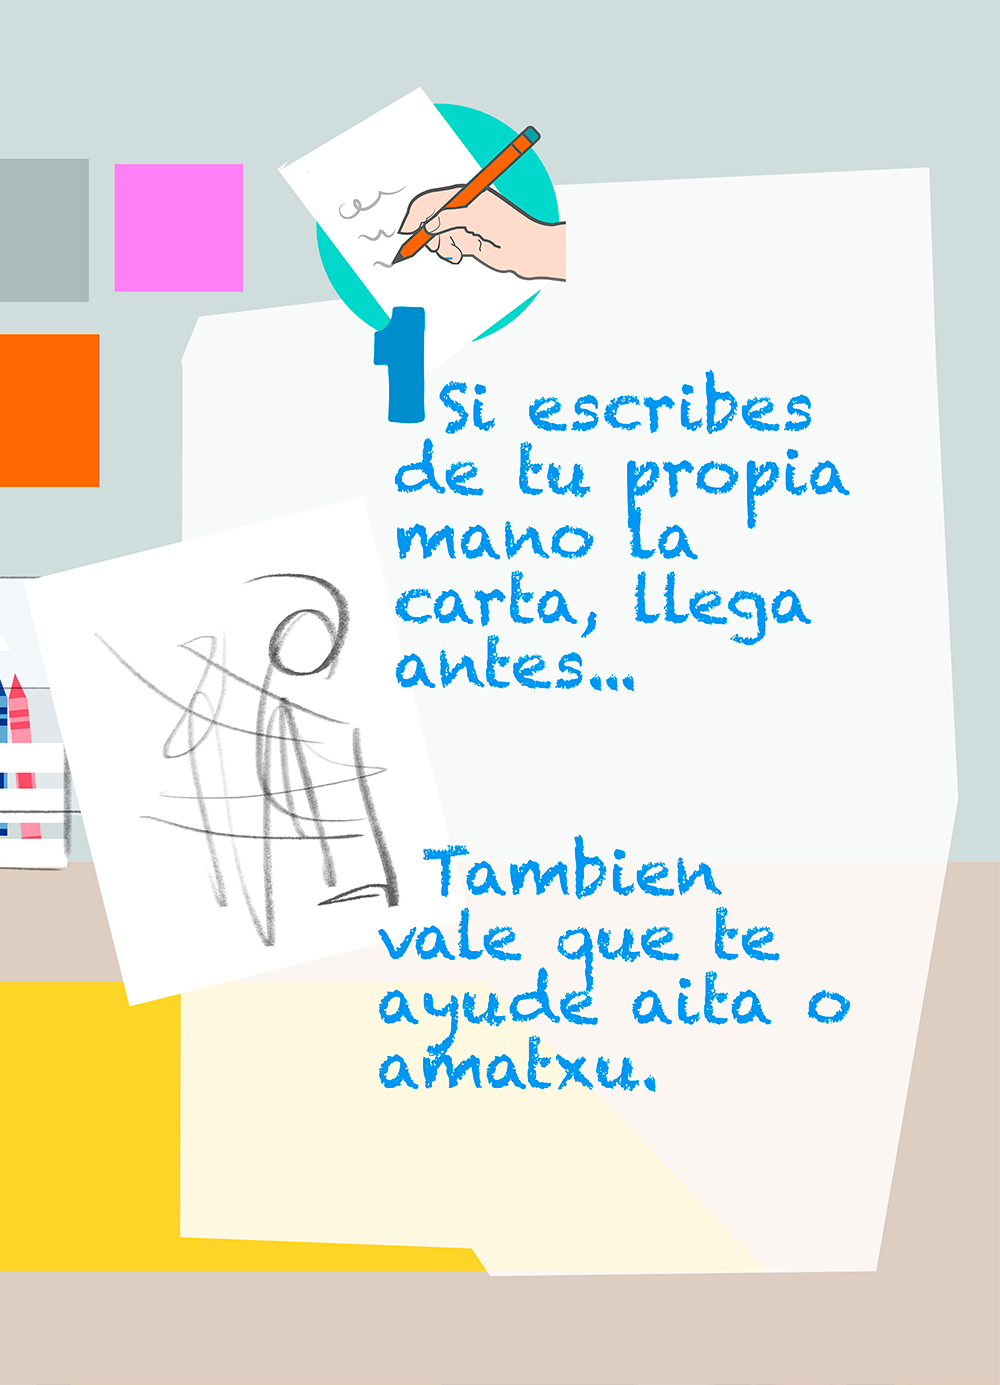 1 Si escribes
de tu propia
mano la
carta, llega
antes...
Tambien
vale que te
ayude aita o
amatxu.